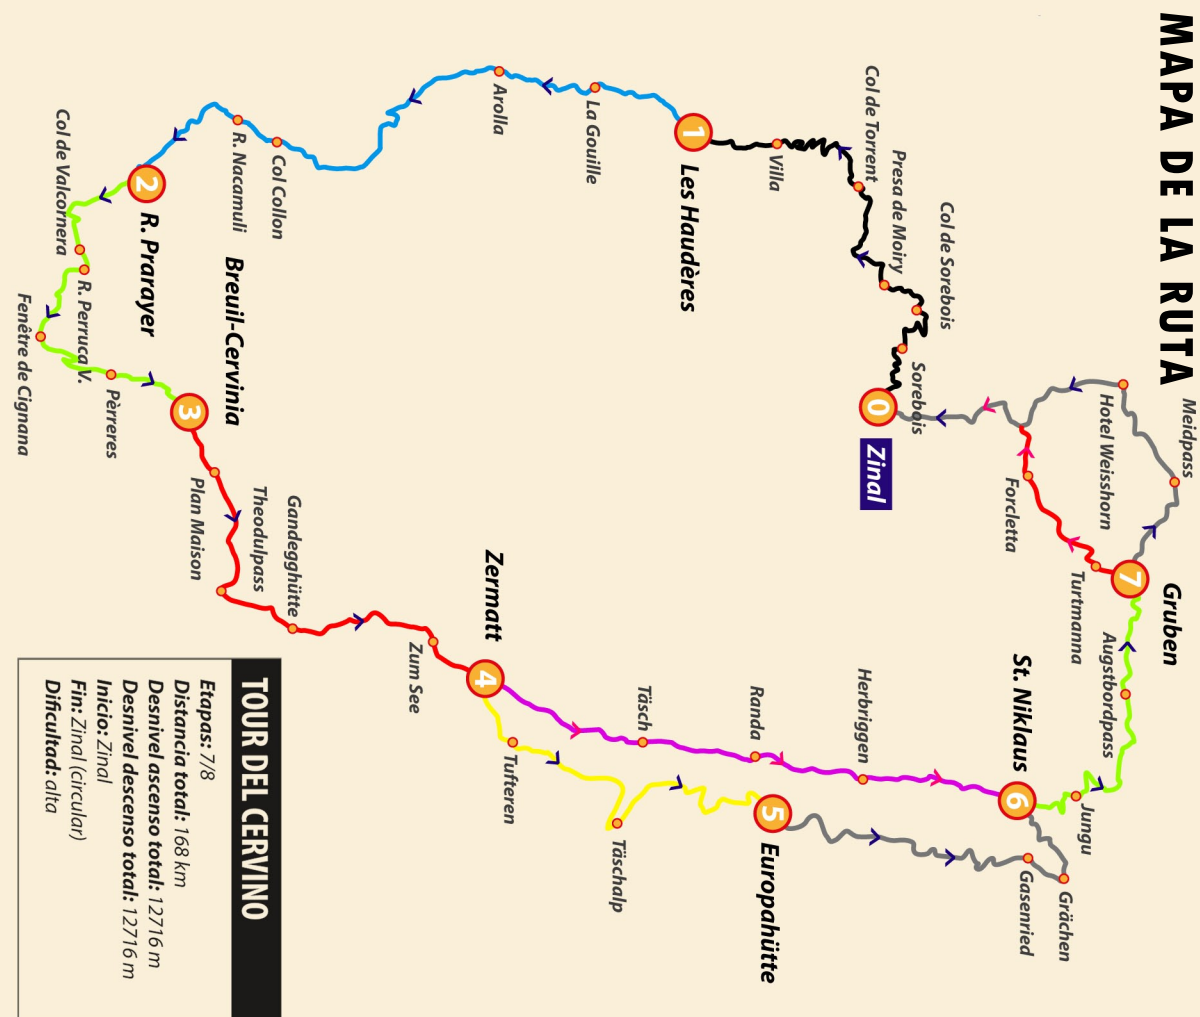 MAPA DE LA RUTA
Meidpass
Hotel Weisshorn
Gruben
7
Turtmanna
Forcletta
Augstbordpass
Jungu
St. Niklaus
6
Grächen
Gasenried
Col de Sorebois
Sorebois
0
Zinal
Presa de Moiry
Col de Torrent
Villa
1
Les Haudères
La Gouille
Arolla
Herbriggen
Randa
Täsch
5
Europahütte
Täschalp
Tufteren
Zermatt
4
Zum See
Gandegghütte
Theodulpass
Plan Maison
Breuil-Cervinia
3
Col Collon
R. Nacamuli
2
R. Prarayer
Col de Valcornera
R. Perruca V.
Pèrreres
Fenêtre de Cignana
TOUR DEL CERVINO
Etapas: 7/8
Distancia total: 168 km
Desnivel ascenso total: 12716 m
Desnivel descenso total: 12716 m
Inicio: Zinal
Fin: Zinal (circular)
Dificultad: alta